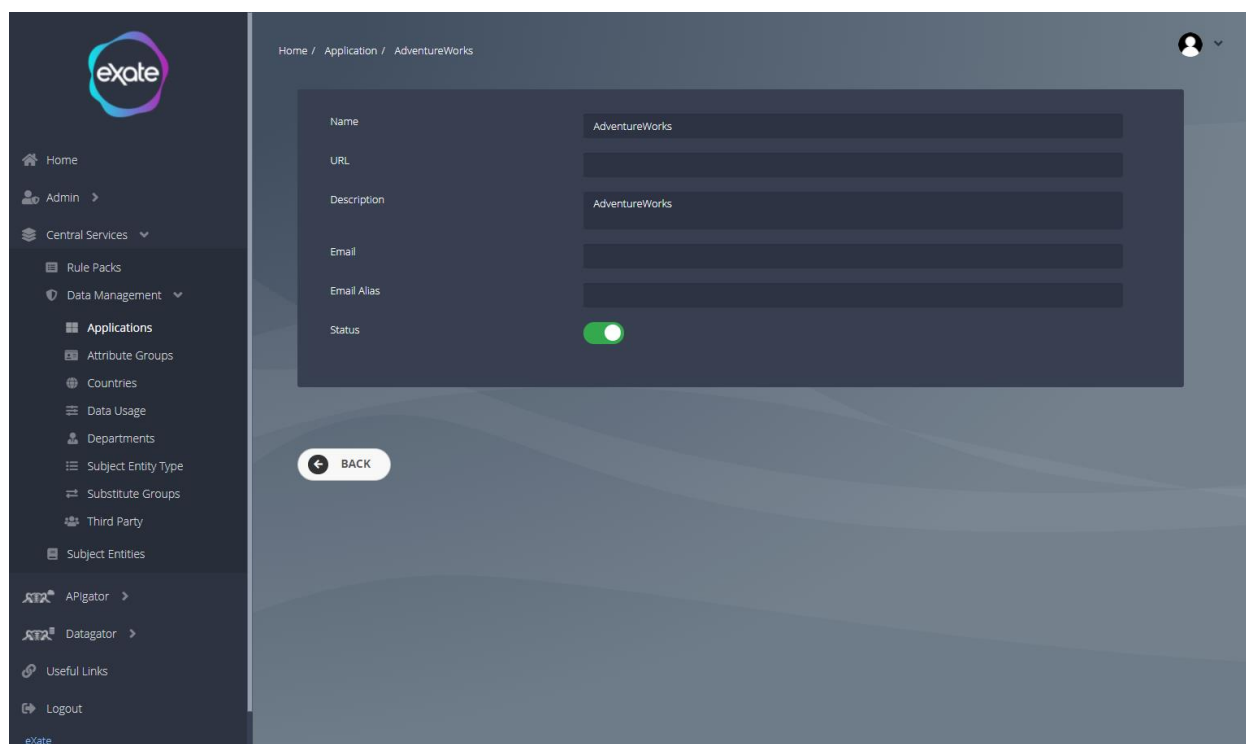 exate
Home / Application / AdventureWorks
Name
AdventureWorks
URL
Description
AdventureWorks
Email
Email Alias
Status
BACK
Home
Admin
Central Services
Rule Packs
Data Management
Applications
Attribute Groups
Countries
Data Usage
Departments
Subject Entity Type
Substitute Groups
Third Party
Subject Entities
APIgator
Datagator
Useful Links
Logout
eXate